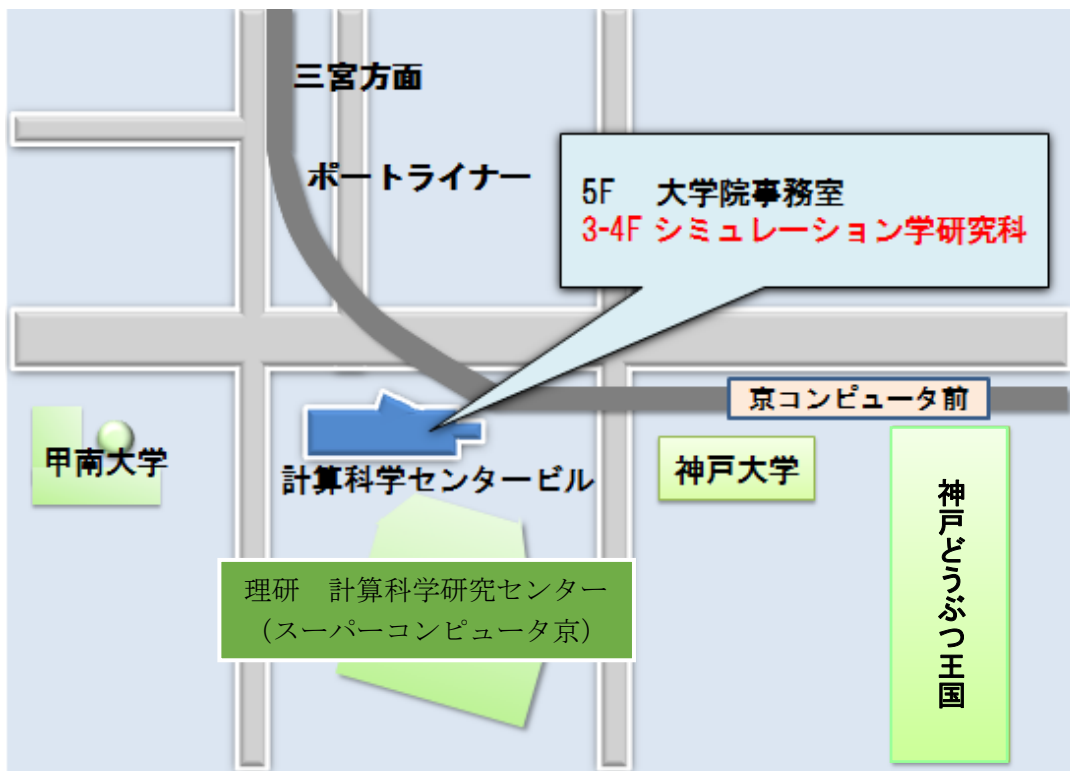 三宮方面
ポートライナー
5F 大学院事務室
3-4F シミュレーション学研究科
京コンピュータ前
甲南大学
計算科学センタービル
神戸大学
神戸どうぶつ王国
理研 計算科学研究センター
(スーパーコンピュータ京)